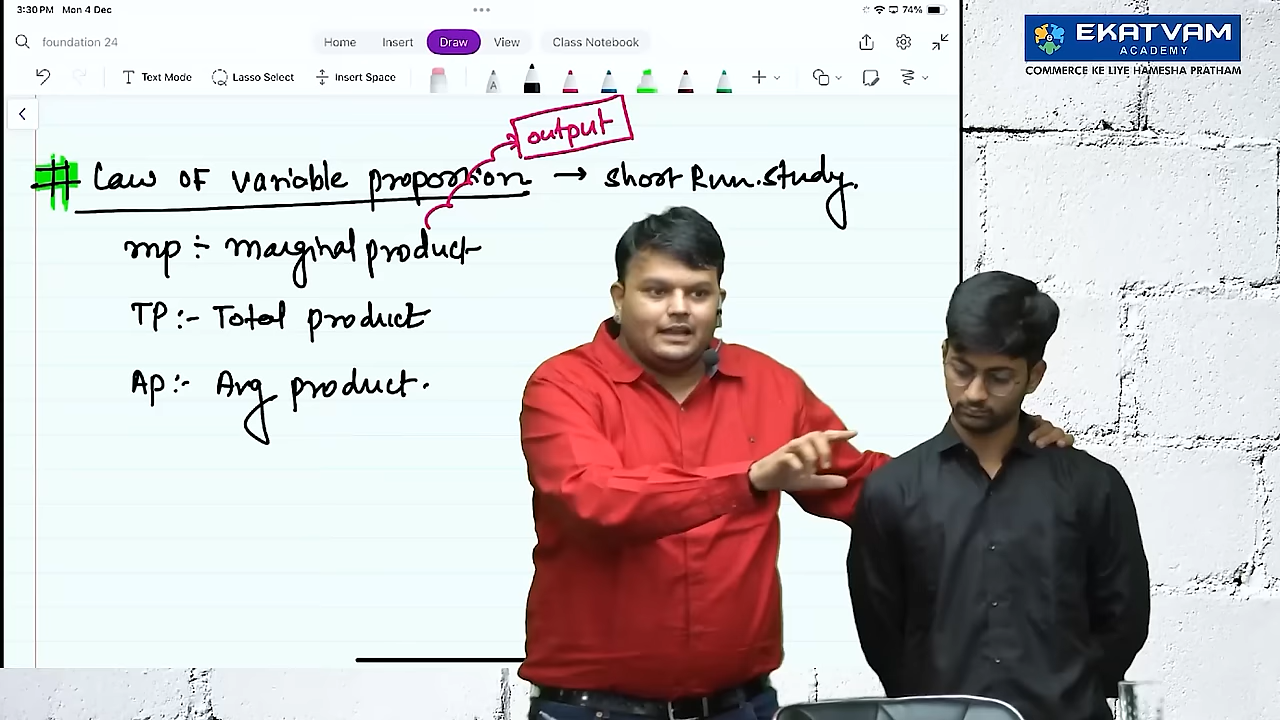 3:30 PM Mon 4 Dec
74%
foundation 24
Home Insert Draw View Class Notebook
Text Mode Lasso Select Insert Space
EKATVAM
ACADEMY
COMMERCE KE LIYE HAMESHA PRATHAM
output
# Law OF variable proportion → short Run.study.
mp :- marginal product
TP :- Total product
AP :- Avg product.